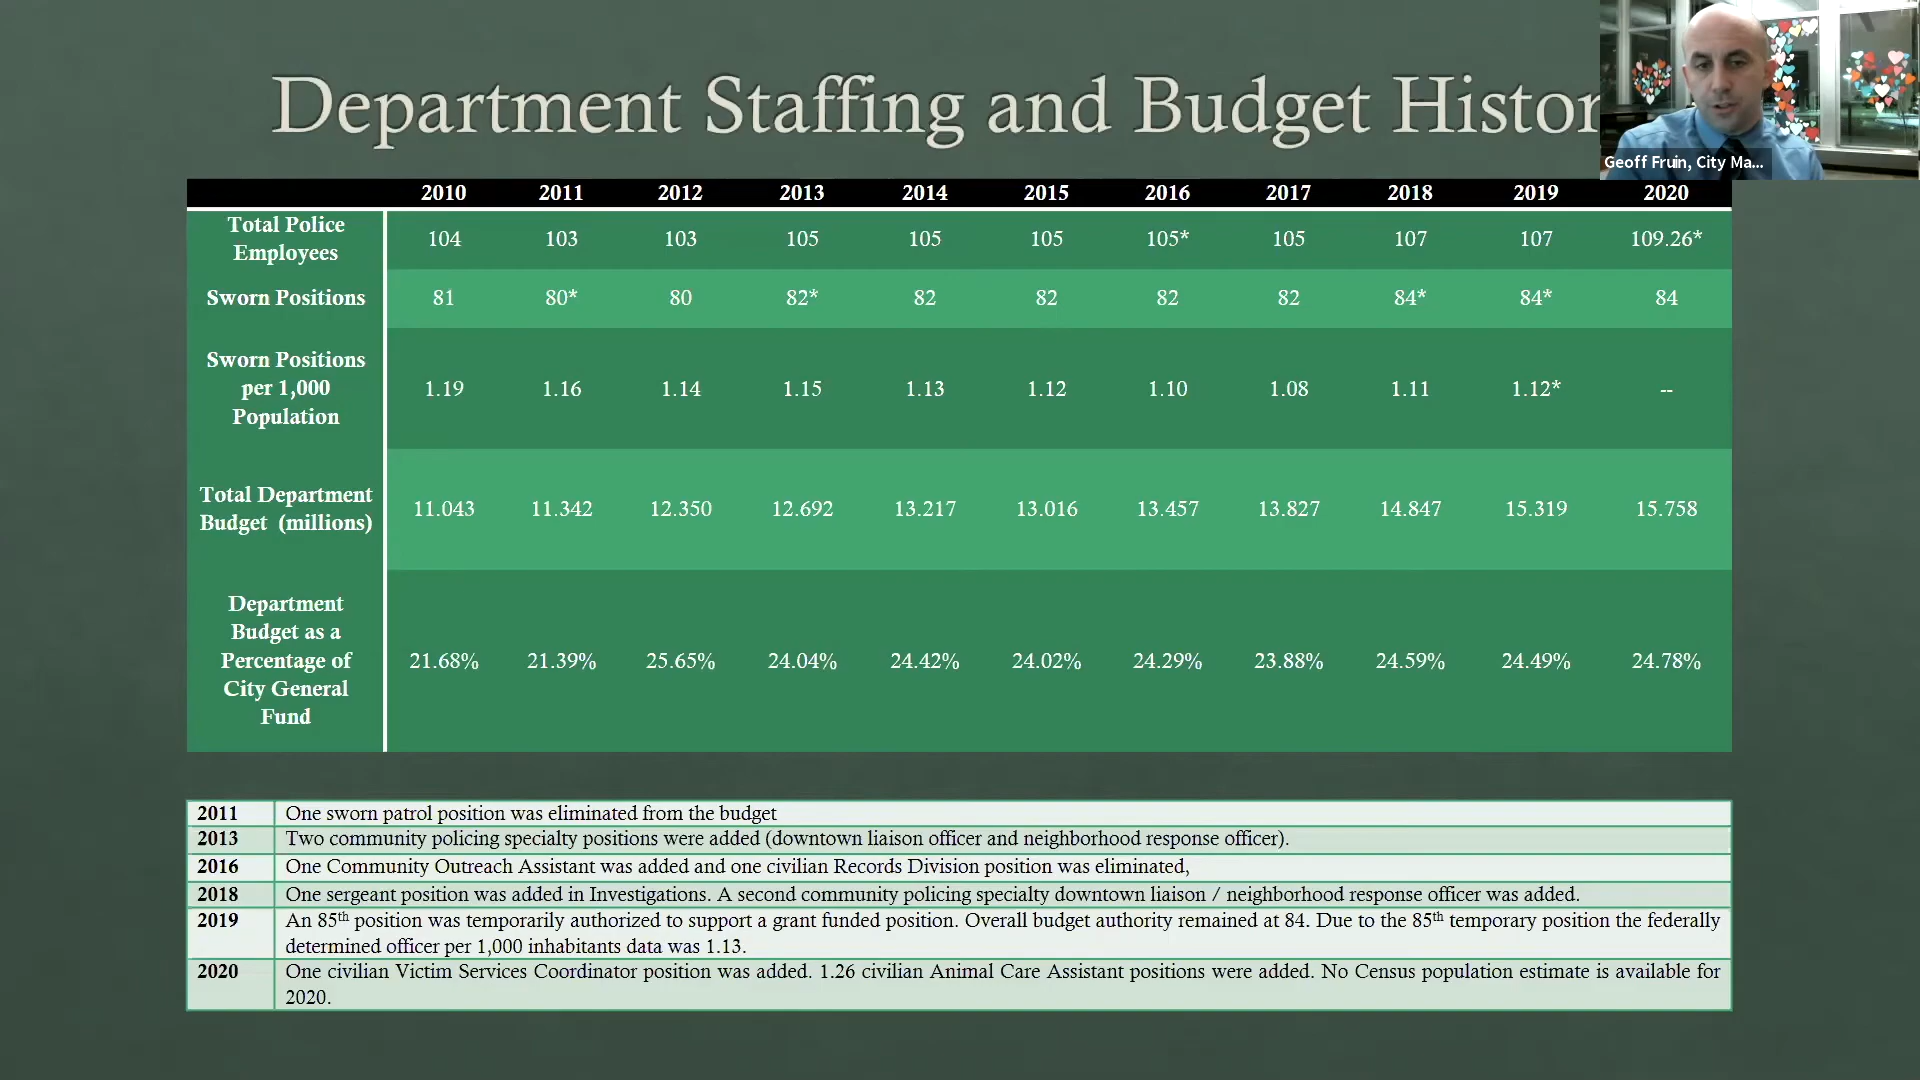 Department Staffing and Budget Histor
Geoff Fruin, City Ma...
2010 2011 2012 2013 2014 2015 2016 2017 2018 2019 2020
Total Police
Employees
104 103 103 105 105 105 105* 105 107 107 109.26*
Sworn Positions 81 80* 80 82* 82 82 82 82 84* 84* 84
Sworn Positions
per 1,000
Population
1.19 1.16 1.14 1.15 1.13 1.12 1.10 1.08 1.11 1.12* --
Total Department
Budget (millions)
11.043 11.342 12.350 12.692 13.217 13.016 13.457 13.827 14.847 15.319 15.758
Department
Budget as a
Percentage of
City General
Fund
21.68% 21.39% 25.65% 24.04% 24.42% 24.02% 24.29% 23.88% 24.59% 24.49% 24.78%
2011 One sworn patrol position was eliminated from the budget
2013 Two community policing specialty positions were added (downtown liaison officer and neighborhood response officer).
2016 One Community Outreach Assistant was added and one civilian Records Division position was eliminated,
2018 One sergeant position was added in Investigations. A second community policing specialty downtown liaison / neighborhood response officer was added.
2019 An 85th position was temporarily authorized to support a grant funded position. Overall budget authority remained at 84. Due to the 85th temporary position the federally
determined officer per 1,000 inhabitants data was 1.13.
2020 One civilian Victim Services Coordinator position was added. 1.26 civilian Animal Care Assistant positions were added. No Census population estimate is available for
2020.